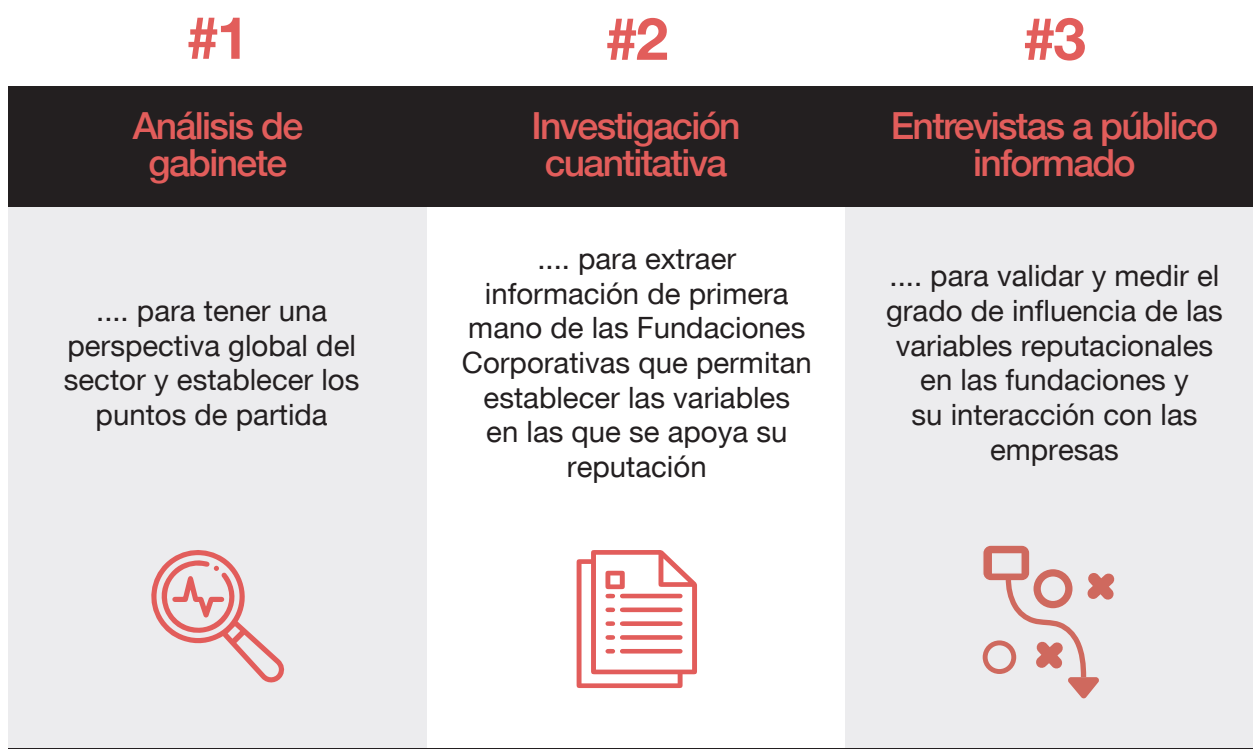 #1
Análisis de
gabinete
.... para tener una
perspectiva global del
sector y establecer los
puntos de partida
#2
Investigación
cuantitativa
.... para extraer
información de primera
mano de las Fundaciones
Corporativas que permitan
establecer las variables
en las que se apoya su
reputación
#3
Entrevistas a público
informado
.... para validar y medir el
grado de influencia de las
variables reputacionales
en las fundaciones y
su interacción con las
empresas